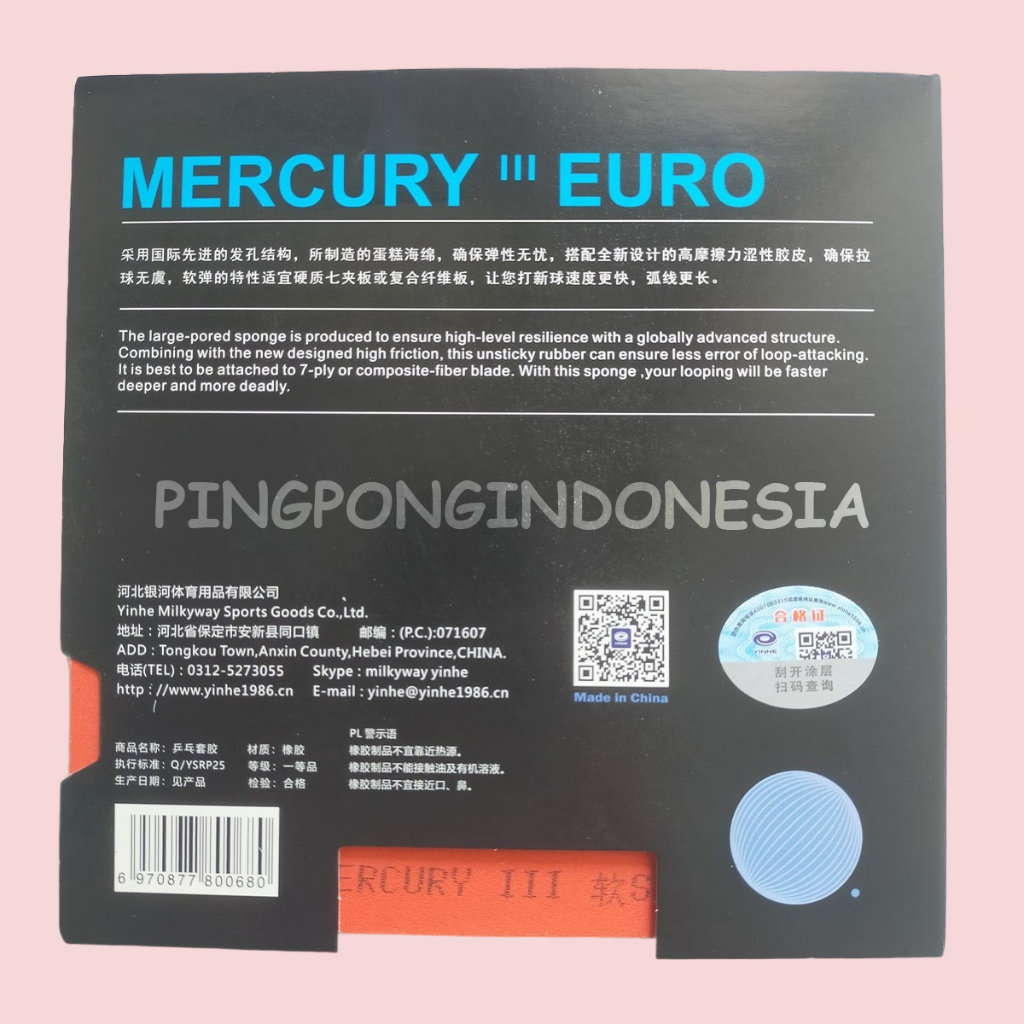 MERCURY III EURO
采用国际先进的发孔结构，所制造的蛋糕海绵，确保弹性无忧，搭配全新设计的高摩擦力涩性胶皮，确保拉
球无虞，软弹的特性适宜硬质七夹板或复合纤维板，让您打新球速度更快，弧线更长。
The large-pored sponge is produced to ensure high-level resilience with a globally advanced structure.
Combining with the new designed high friction, this unsticky rubber can ensure less error of loop-attacking.
It is best to be attached to 7-ply or composite-fiber blade. With this sponge ,your looping will be faster
deeper and more deadly.
PINGPONGINDONESIA
河北银河体育用品有限公司
Yinhe Milkyway Sports Goods Co.,Ltd.
地址：河北省保定市安新县同口镇 邮编：(P.C.):071607
ADD : Tongkou Town,Anxin County,Hebei Province,CHINA.
电话(TEL) : 0312-5273055 Skype : milkyway yinhe
http : //www.yinhe1986.cn E-mail : yinhe@yinhe1986.cn
Made in China
合格证
YINHE
刮开涂层
扫码查询
PL 警示语
商品名称：乒乓套胶 材质：橡胶 橡胶制品不宜靠近热源。
执行标准：Q/YSRP25 等级：一等品 橡胶制品不能接触油及有机溶液。
生产日期：见产品 检验：合格 橡胶制品不宜接近口、鼻。
6 970877 800680
ERCURY III 软S